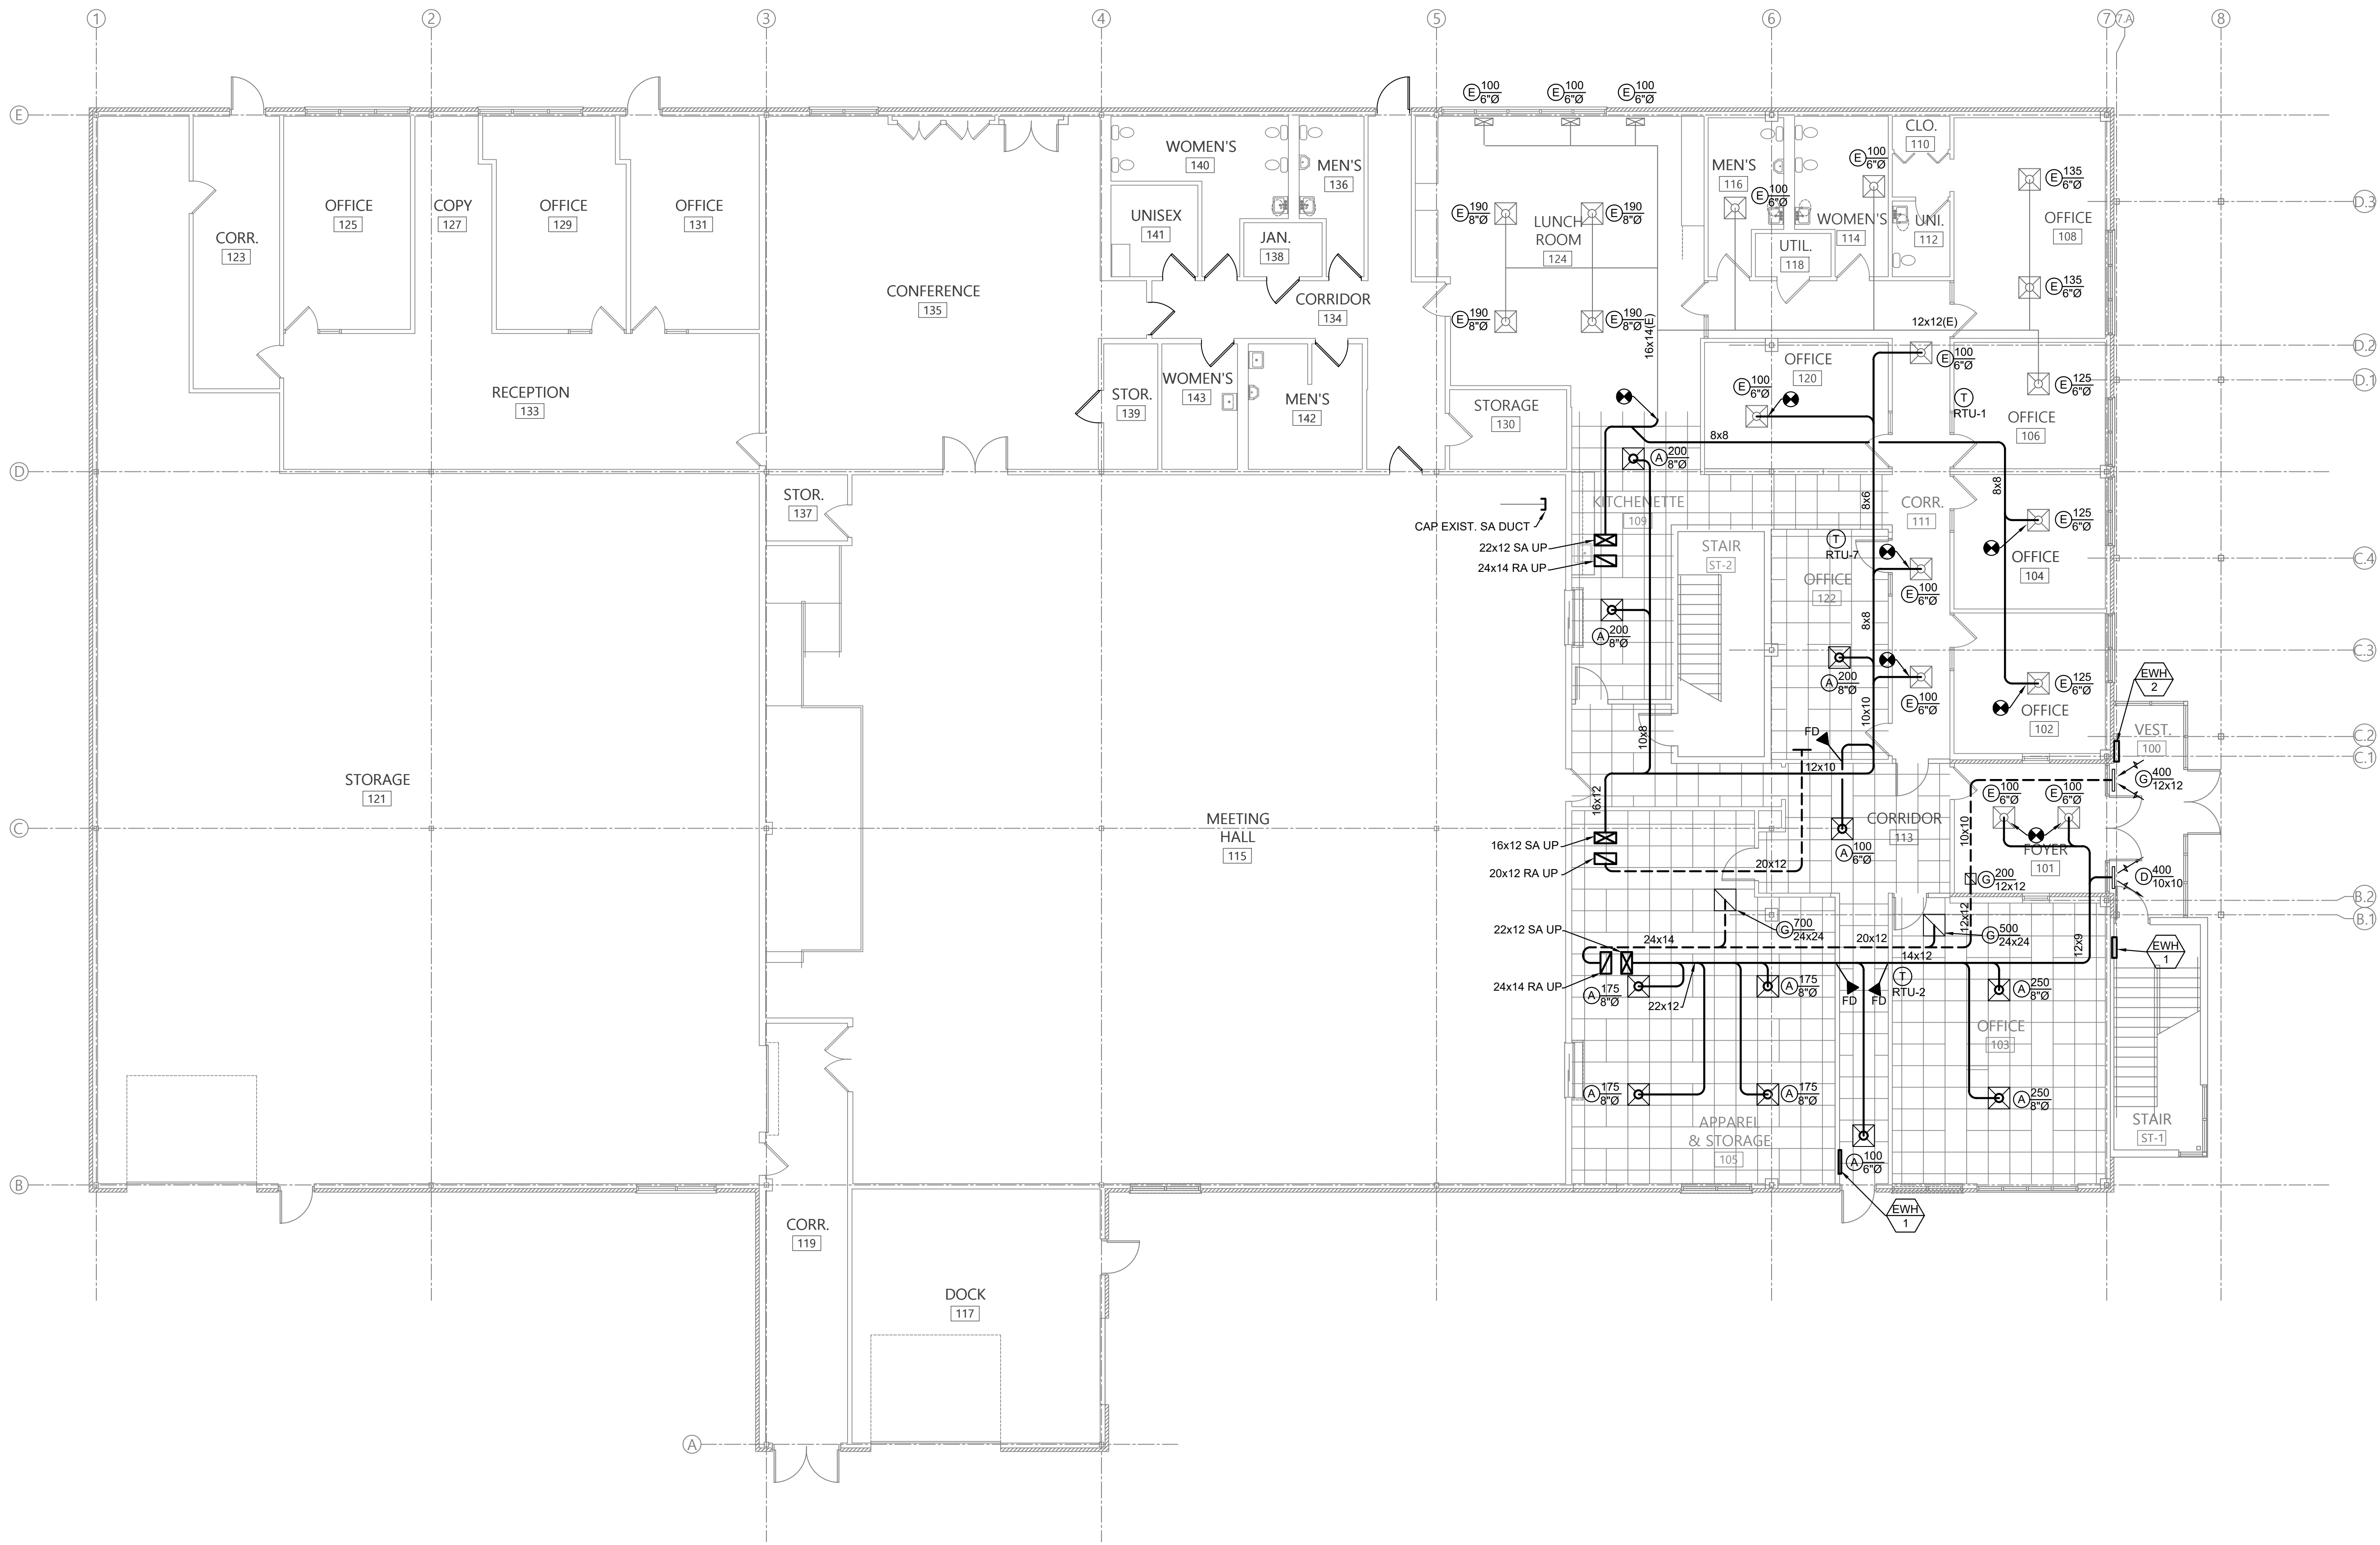 1
2
3
4
5
6
7
7.A
8
E
100
6"Ø
E
100
6"Ø
E
100
6"Ø
E
CLO.
110
WOMEN'S
140
MEN'S
136
MEN'S
116
E
100
6"Ø
E
100
6"Ø
E
135
6"Ø
OFFICE
125
COPY
127
OFFICE
129
OFFICE
131
UNISEX
141
E
190
8"Ø
E
190
8"Ø
LUNCH
ROOM
124
WOMEN'S
114
UNI.
112
OFFICE
108
D.3
CORR.
123
JAN.
138
UTIL.
118
CONFERENCE
135
CORRIDOR
134
E
135
6"Ø
E
190
8"Ø
E
190
8"Ø
16x14(E)
12x12(E)
D.2
OFFICE
120
E
100
6"Ø
E
100
6"Ø
E
125
6"Ø
D.1
RECEPTION
133
STOR.
139
WOMEN'S
143
MEN'S
142
STORAGE
130
T
RTU-1
OFFICE
106
8x8
D
A
200
8"Ø
STOR.
137
KITCHENETTE
109
8x6
CORR.
111
8x8
CAP EXIST. SA DUCT
E
125
6"Ø
22x12 SA UP
24x14 RA UP
STAIR
ST-2
T
RTU-7
OFFICE
122
OFFICE
104
C.4
E
100
6"Ø
A
200
8"Ø
8x8
C.3
A
200
8"Ø
E
100
6"Ø
E
125
6"Ø
EWH
2
10x10
OFFICE
102
VEST.
100
C.2
C.1
10x8
FD
12x10
STORAGE
121
G
400
12x12
E
100
6"Ø
E
100
6"Ø
16x12
MEETING
HALL
115
C
CORRIDOR
113
10x10
16x12 SA UP
A
100
6"Ø
FOYER
101
20x12 RA UP
20x12
G
200
12x12
D
400
10x10
B.2
B.1
22x12 SA UP
G
700
24x24
12x12
G
500
24x24
24x14
20x12
14x12
12x9
EWH
1
24x14 RA UP
A
175
8"Ø
22x12
A
175
8"Ø
FD
FD
T
RTU-2
A
250
8"Ø
OFFICE
103
A
175
8"Ø
A
175
8"Ø
A
250
8"Ø
APPAREL
& STORAGE
105
STAIR
ST-1
A
100
6"Ø
B
EWH
1
CORR.
119
DOCK
117
A